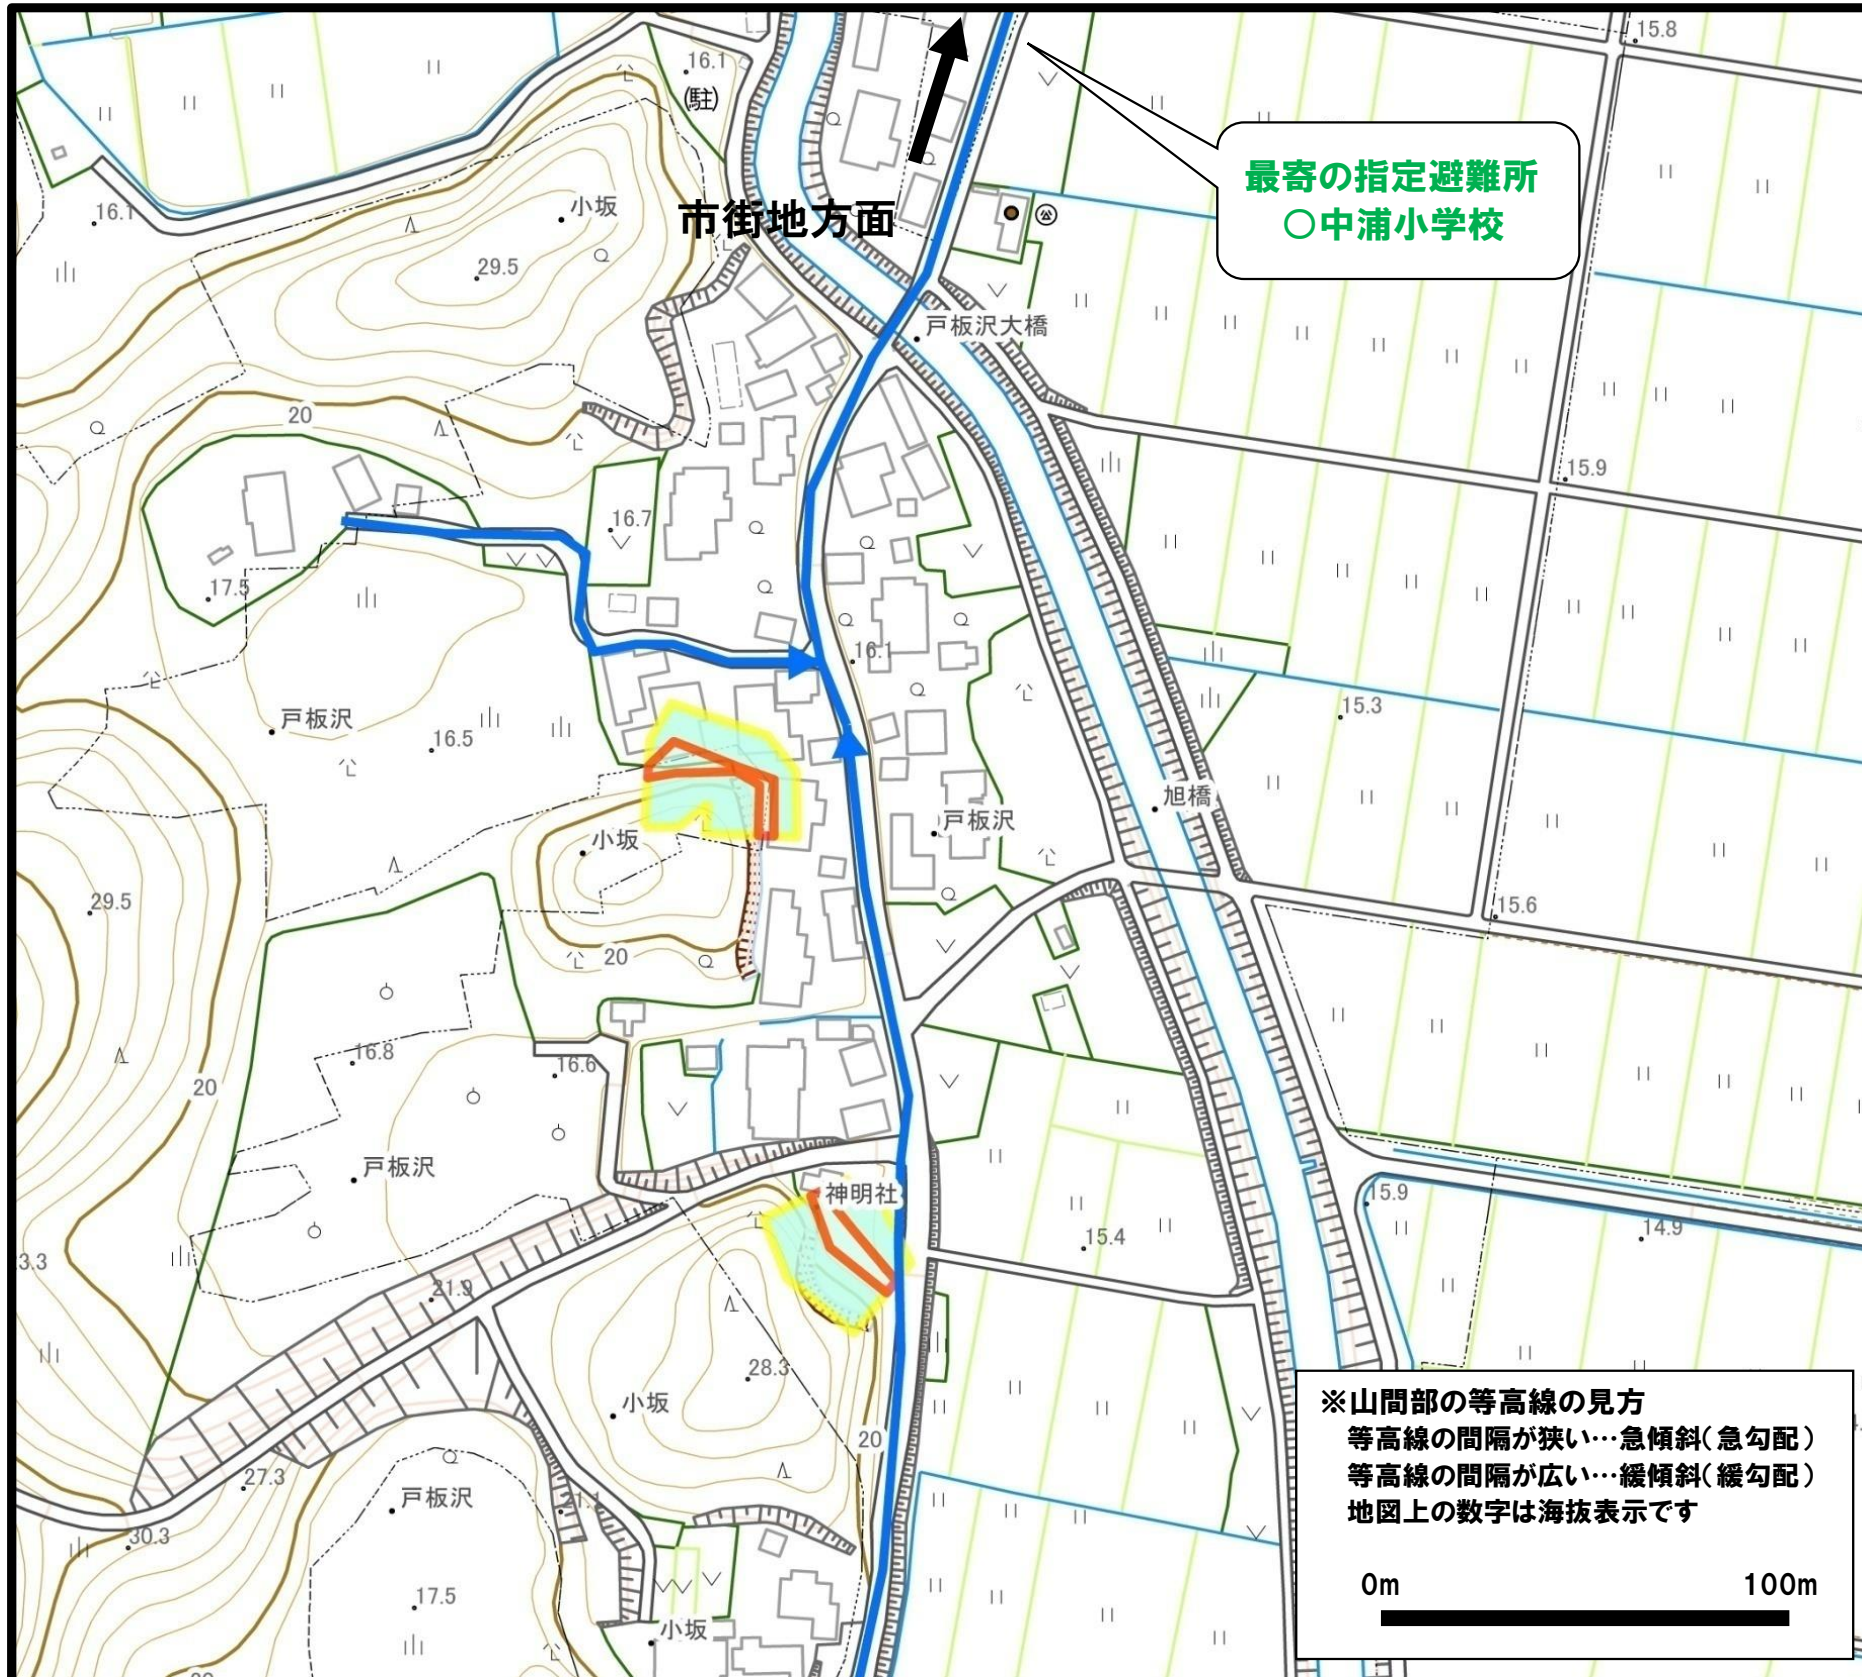 15.8
16.1
(駐)
最寄の指定避難所
○中浦小学校
16.1
小坂
市街地方面
29.5
戸板沢大橋
20
15.9
16.7
17.5
16.1
戸板沢
16.5
15.3
旭橋
小坂
戸板沢
29.5
15.6
20
16.8
16.6
20
戸板沢
神明社
15.9
15.4
14.9
3.3
21.9
28.3
小坂
20
※山間部の等高線の見方
等高線の間隔が狭い…急傾斜(急勾配)
等高線の間隔が広い…緩傾斜(緩勾配)
地図上の数字は海抜表示です
27.3
戸板沢
21.1
30.3
17.5
小坂
0m 100m